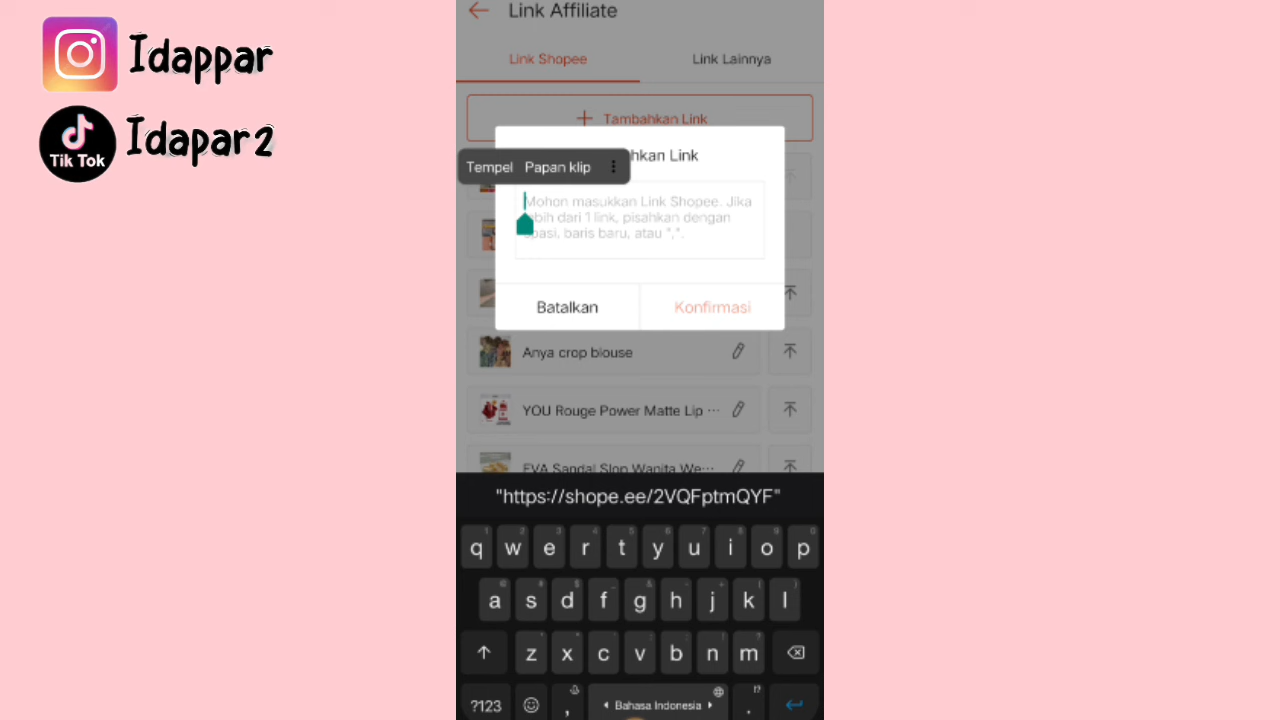 Idappar
Tik Tok
Idapar2
Link Affiliate
Link Shopee
Link Lainnya
Tambahkan Link
hkan Link
Tempel Papan klip
Mohon masukkan Link Shopee. Jika
lebih dari 1 link, pisahkan dengan
spasi, baris baru, atau ",".
Batalkan
Konfirmasi
Anya crop blouse
YOU Rouge Power Matte Lip ···
EVA Sandal Slop Wanita We···
"https://shope.ee/2VQFptmQYF"
q w e r t y u i o p
a s d f g h j k l
z x c v b n m
?123 , Bahasa Indonesia .